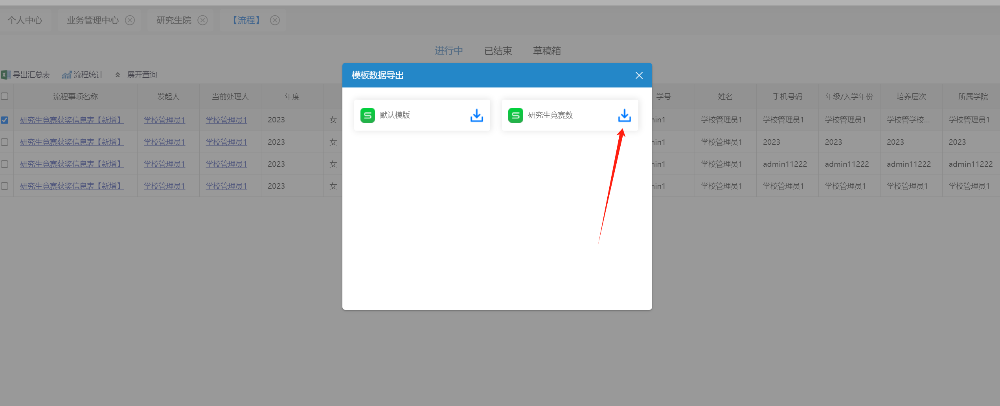 个人中心 业务管理中心 研究生院 【流程】
进行中 已结束 草稿箱
导出汇总表 流程统计 展开查询
模板数据导出
默认模版 研究生竞赛数
流程事项名称 发起人 当前处理人 年度 学号 姓名 手机号码 年级/入学年份 培养层次 所属学院
研究生竞赛获奖信息表【新增】 学校管理员1 学校管理员1 2023 女 min1 学校管理员1 学校管理员1 学校管理员1 学校管学校... 学校管理员1
研究生竞赛获奖信息表【新增】 学校管理员1 学校管理员1 2023 女 min1 学校管理员1 2023 2023 2023 2023
研究生竞赛获奖信息表【新增】 学校管理员1 学校管理员1 2023 女 min1 学校管理员1 admin11222 admin11222 admin11222 admin11222
研究生竞赛获奖信息表【新增】 学校管理员1 学校管理员1 2023 女 min1 学校管理员1 学校管理员1 学校管理员1 学校管理员1 学校管理员1